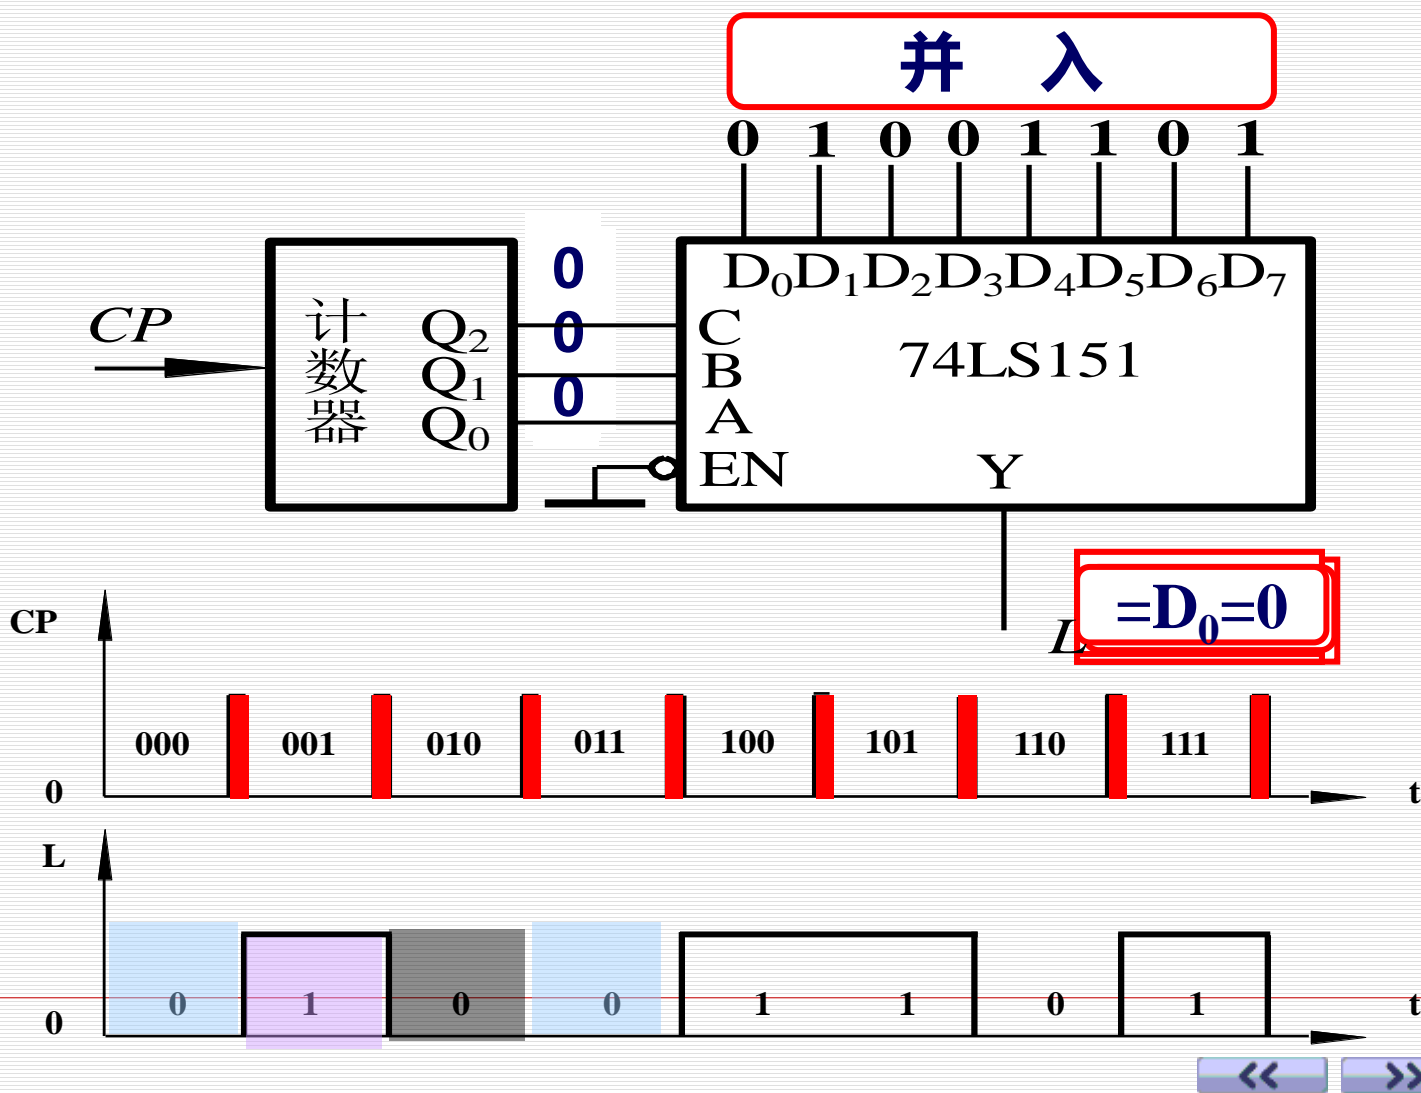 并 入
0 1 0 0 1 1 0 1
D₀D₁D₂D₃D₄D₅D₆D₇
0
0
0
CP
计数器
Q₂
Q₁
Q₀
C
B
A
EN
74LS151
Y
L
=D₀=0
CP
000 001 010 011 100 101 110 111
0
t
L
0 1 0 0 1 1 0 1
0
t
<<
>>